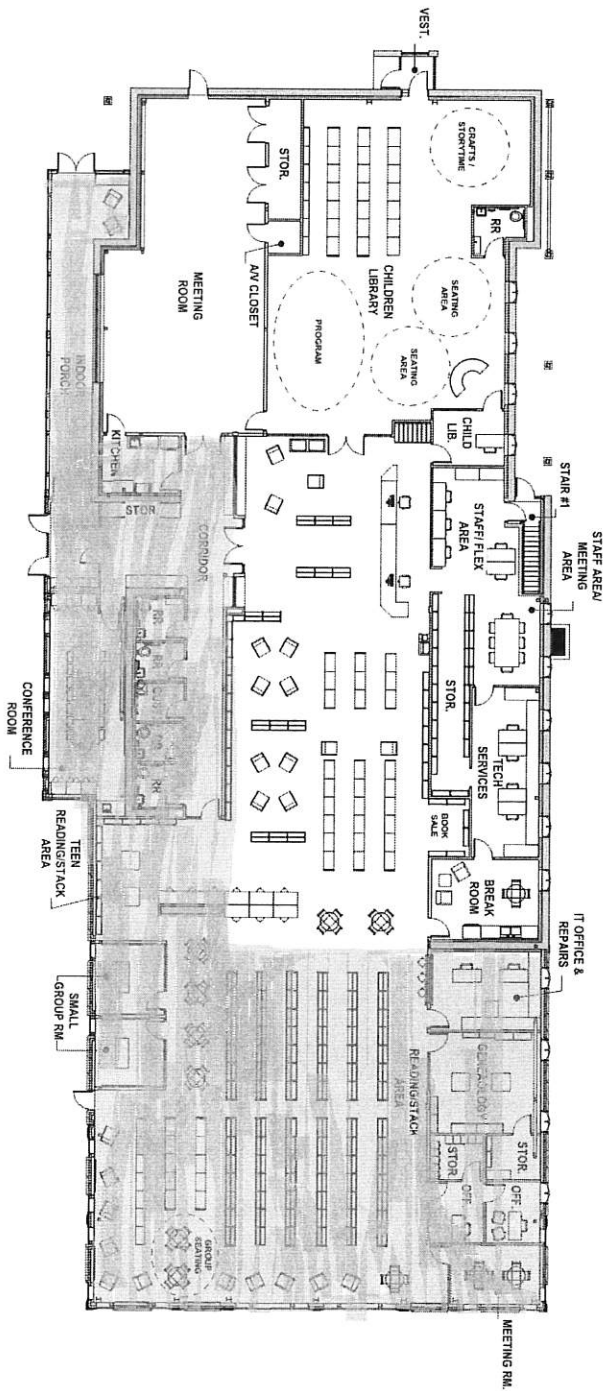 VEST.
CRAFTS /
STORYTIME
RR
STOR.
A/V CLOSET
CHILDREN
LIBRARY
SEATING
AREA
SEATING
AREA
PROGRAM
MEETING
ROOM
INDOOR
PORCH
KITCHEN
STOR.
CHILD
LIB.
STAIR #1
STAFF AREA/
MEETING
AREA
STAFF/ FLEX
AREA
CORRIDOR
STOR.
TECH
SERVICES
BOOK
SALE
BREAK
ROOM
RR
RR
RR
CONFERENCE
ROOM
TEEN
READING/STACK
AREA
IT OFFICE &
REPAIRS
SMALL
GROUP RM
READING/STACK
AREA
GENEALOGY
STOR.
STOR
OFF.
OFF.
GROUP
SEATING
MEETING RM.